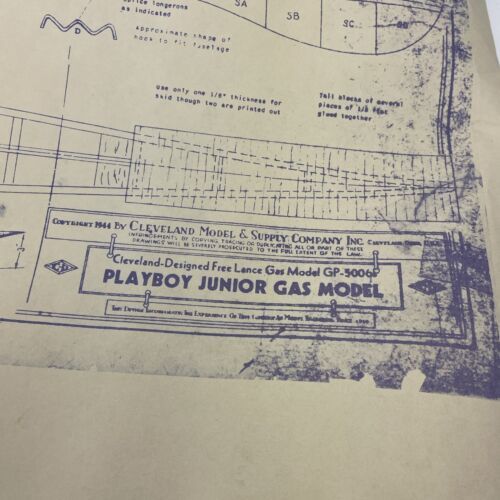 splice longerons
as indicated
SA
SB
SC
D
Approximate shape of
hook to fit fuselage
Use only one 1/8" thickness for
skid though two are printed out
Tail blocks of several
pieces of 1/8 flat
glued together
COPYRIGHT 1944 BY CLEVELAND MODEL & SUPPLY COMPANY INC. CLEVELAND, OHIO, U.S.A.
INFRINGEMENTS BY COPYING, TRACING OR DUPLICATING ALL OR PART OF THESE
DRAWINGS WILL BE SEVERELY PROSECUTED TO THE FULL EXTENT OF THE LAW.
Cleveland-Designed Free Lance Gas Model GP-5006
PLAYBOY JUNIOR GAS MODEL